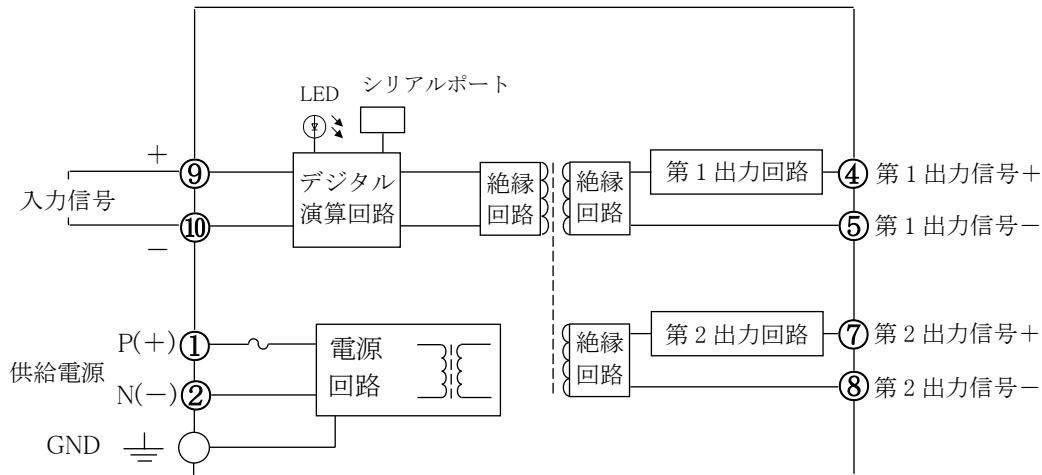 シリアルポート
LED
+
⑨
入力信号
⑩
−
デジタル
演算回路
絶縁
回路
絶縁
回路
第1出力回路
④ 第1出力信号+
⑤ 第1出力信号−
絶縁
回路
第2出力回路
⑦ 第2出力信号+
⑧ 第2出力信号−
P(+) ①
供給電源
N(−) ②
GND
電源
回路